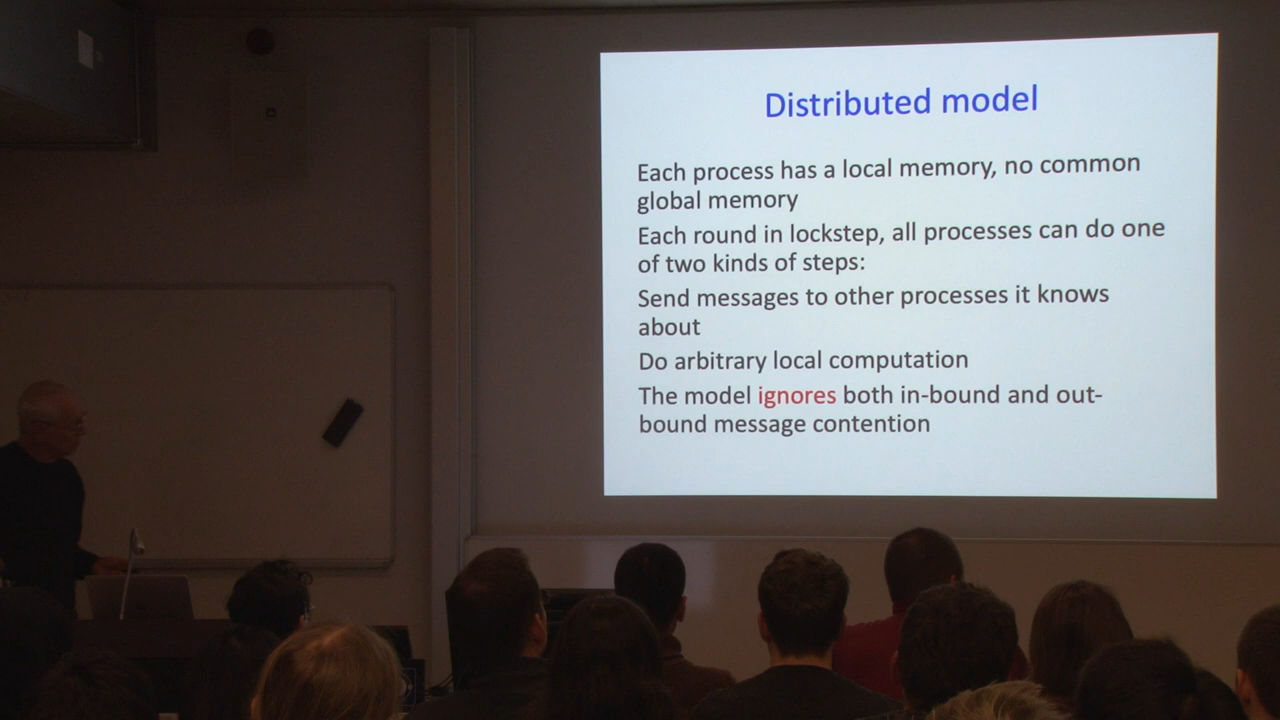 Distributed model
Each process has a local memory, no common
global memory
Each round in lockstep, all processes can do one
of two kinds of steps:
Send messages to other processes it knows
about
Do arbitrary local computation
The model ignores both in-bound and out-
bound message contention